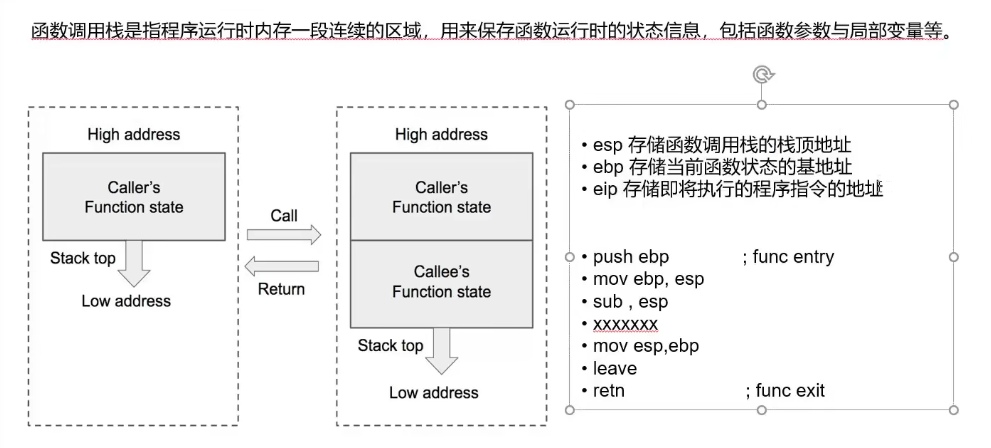 函数调用栈是指程序运行时内存一段连续的区域，用来保存函数运行时的状态信息，包括函数参数与局部变量等。
High address
Caller's
Function state
Stack top
Low address
Call
Return
High address
Caller's
Function state
Callee's
Function state
Stack top
Low address
• esp 存储函数调用栈的栈顶地址
• ebp 存储当前函数状态的基地址
• eip 存储即将执行的程序指令的地址
• push ebp ; func entry
• mov ebp, esp
• sub , esp
• xxxxxxx
• mov esp,ebp
• leave
• retn ; func exit